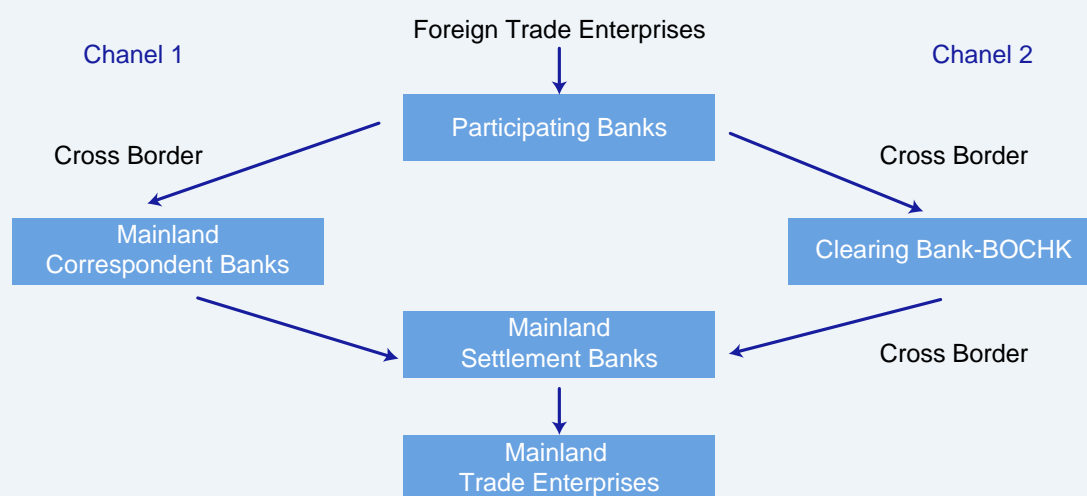 Foreign Trade Enterprises
Chanel 1
Chanel 2
Participating Banks
Cross Border
Cross Border
Mainland
Correspondent Banks
Clearing Bank-BOCHK
Mainland
Settlement Banks
Cross Border
Mainland
Trade Enterprises